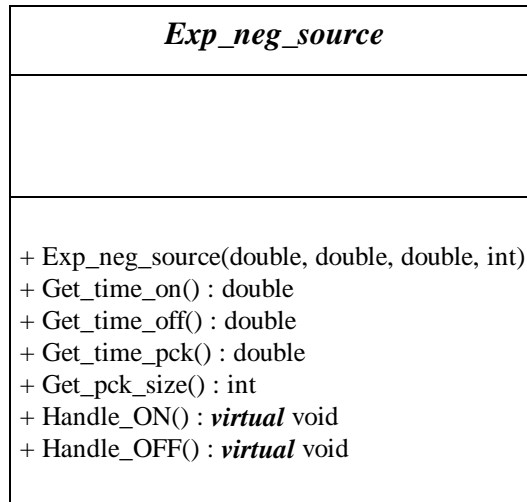 Exp_neg_source
+ Exp_neg_source(double, double, double, int)
+ Get_time_on() : double
+ Get_time_off() : double
+ Get_time_pck() : double
+ Get_pck_size() : int
+ Handle_ON() : virtual void
+ Handle_OFF() : virtual void